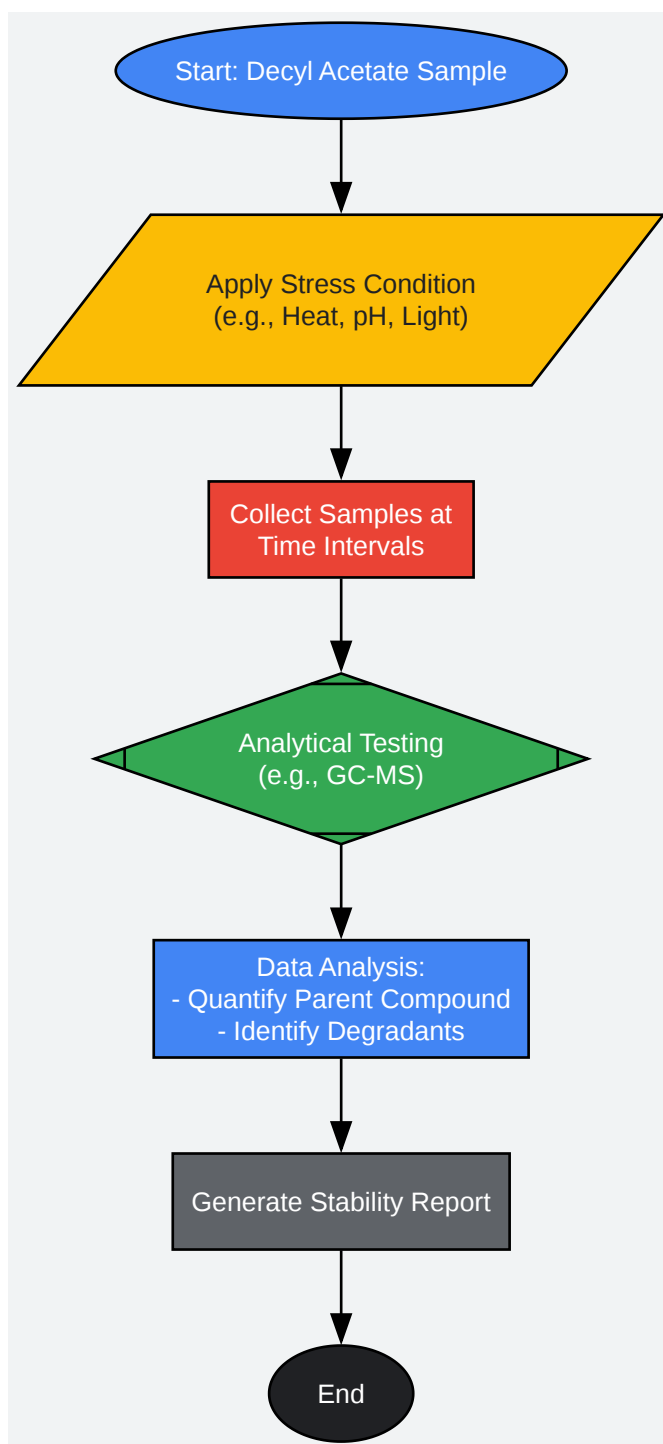 Start: Decyl Acetate Sample
Apply Stress Condition
(e.g., Heat, pH, Light)
Collect Samples at
Time Intervals
Analytical Testing
(e.g., GC-MS)
Data Analysis:
- Quantify Parent Compound
- Identify Degradants
Generate Stability Report
End